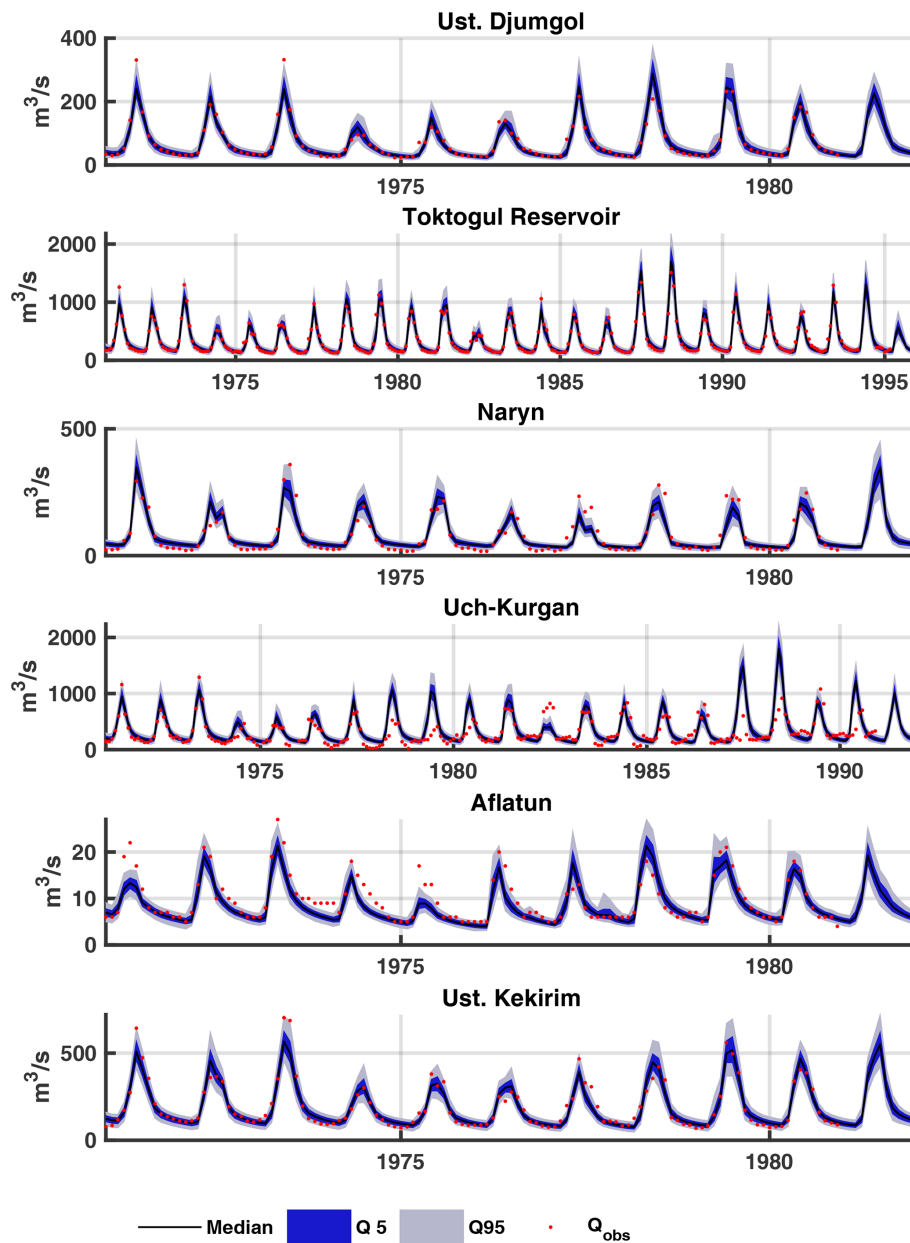 Ust. Djumgol
400
200
0
m³/s
1975
1980
Toktogul Reservoir
2000
1000
0
m³/s
1975
1980
1985
1990
1995
Naryn
500
0
m³/s
1975
1980
Uch-Kurgan
2000
1000
0
m³/s
1975
1980
1985
1990
Aflatun
20
10
0
m³/s
1975
1980
Ust. Kekirim
500
0
m³/s
1975
1980
Median Q 5 Q95 Q_obs